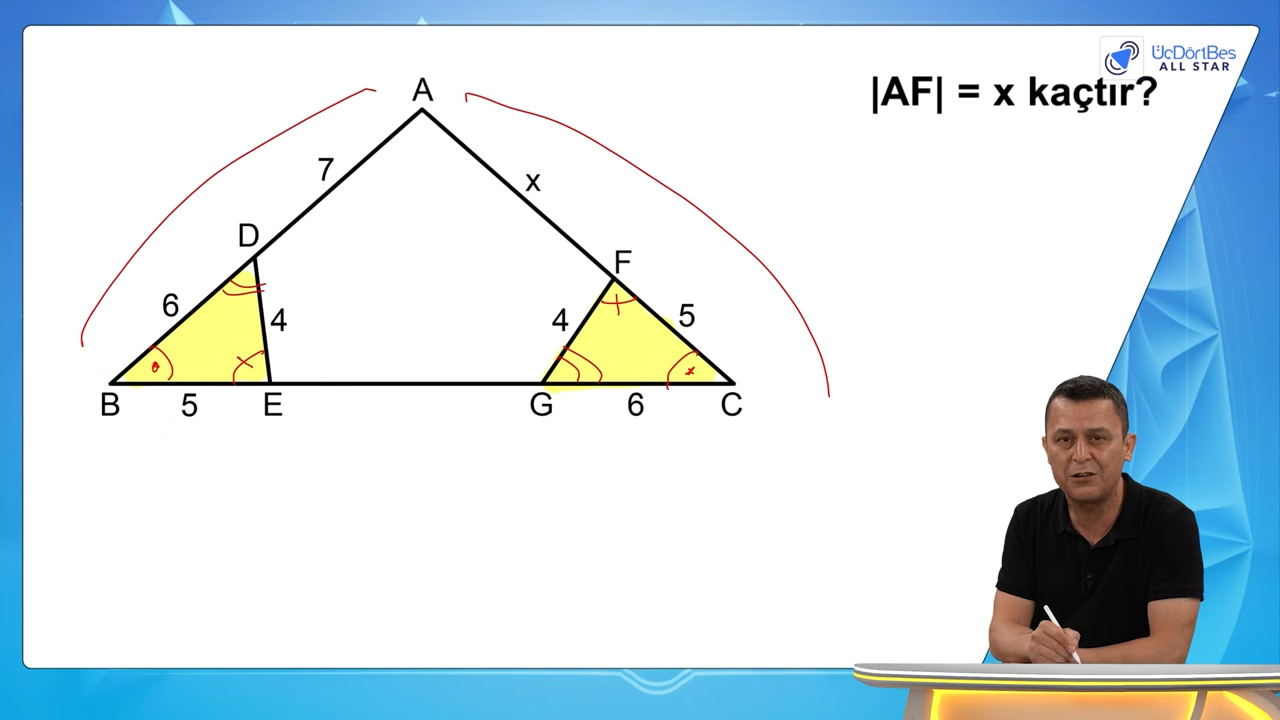 ÜçDörtBeş
ALL STAR
|AF| = x kaçtır?
A
7
x
D
F
6
4
4
5
B
5
E
G
6
C